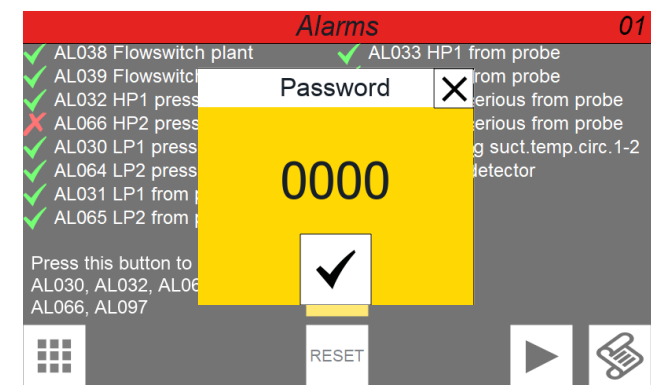 Alarms 01
AL038 Flowswitch plant
AL039 Flowswitch
AL032 HP1 press
AL066 HP2 press
AL030 LP1 press
AL064 LP2 press
AL031 LP1 from
AL065 LP2 from
AL033 HP1 from probe
from probe
erious from probe
erious from probe
g suct.temp.circ.1-2
detector
Password
0000
Press this button to
AL030, AL032, AL06
AL066, AL097
RESET